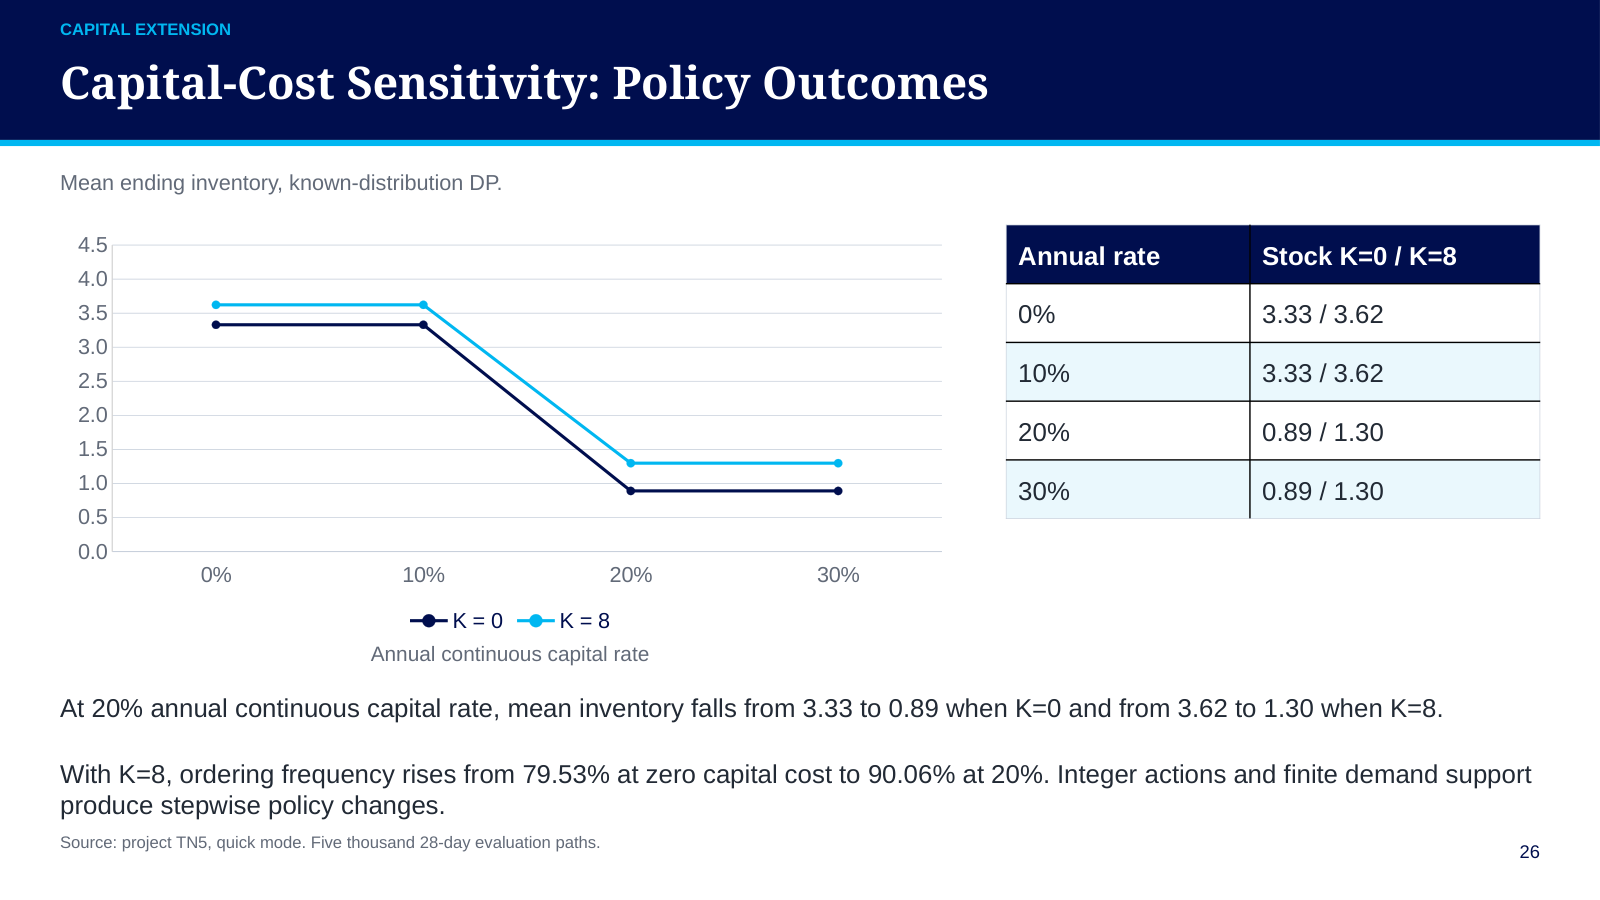 CAPITAL EXTENSION
Capital-Cost Sensitivity: Policy Outcomes
Mean ending inventory, known-distribution DP.
4.5
4.0
3.5
3.0
2.5
2.0
1.5
1.0
0.5
0.0
0% 10% 20% 30%
K = 0 K = 8
Annual continuous capital rate
Annual rate Stock K=0 / K=8
0% 3.33 / 3.62
10% 3.33 / 3.62
20% 0.89 / 1.30
30% 0.89 / 1.30
At 20% annual continuous capital rate, mean inventory falls from 3.33 to 0.89 when K=0 and from 3.62 to 1.30 when K=8.
With K=8, ordering frequency rises from 79.53% at zero capital cost to 90.06% at 20%. Integer actions and finite demand support
produce stepwise policy changes.
Source: project TN5, quick mode. Five thousand 28-day evaluation paths.
26